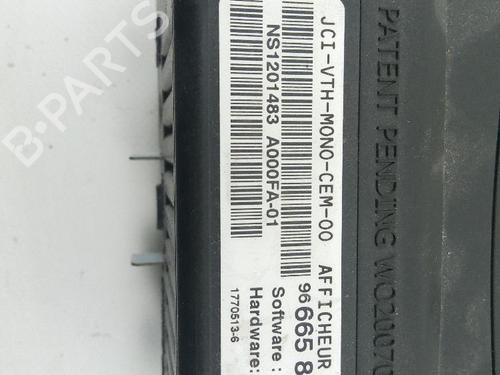 JCI-VTH-MONO-CEM-00 AFFICHEUR
NS1201483 A000FA-01
96 665 8
Software :
Hardware:
1770513-6
PATENT PENDING WO2007
B-PARTS